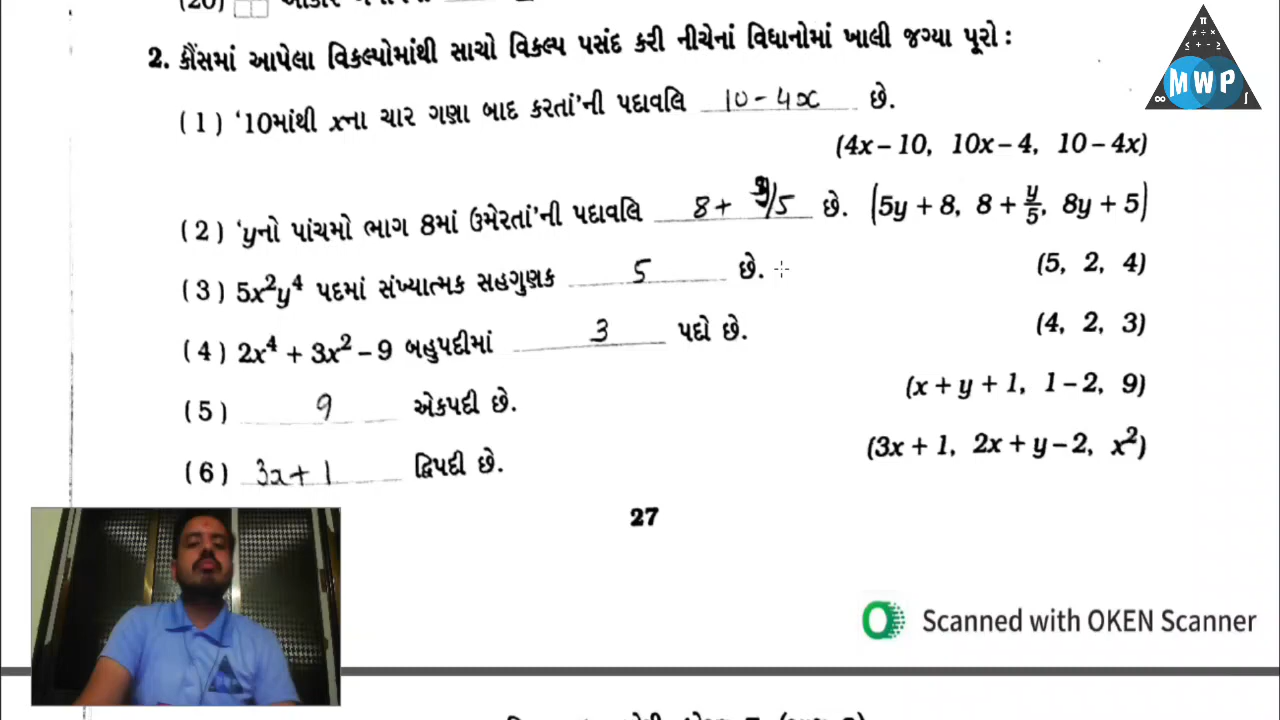 (20)
2. કૌંસમાં આપેલા વિકલ્પોમાંથી સાચો વિકલ્પ પસંદ કરી નીચેનાં વિધાનોમાં ખાલી જગ્યા પૂરો :
(1) '10માંથી xના ચાર ગણા બાદ કરતાં'ની પદાવલિ 10 - 4x છે.
(4x – 10, 10x – 4, 10 – 4x)
(2) 'yનો પાંચમો ભાગ 8માં ઉમેરતાં'ની પદાવલિ 8 + y/5 છે. (5y + 8, 8 + y/5, 8y + 5)
(3) 5x²y⁴ પદમાં સંખ્યાત્મક સહગુણક 5 છે. (5, 2, 4)
(4) 2x⁴ + 3x² – 9 બહુપદીમાં 3 પદો છે. (4, 2, 3)
(5) 9 એકપદી છે. (x + y + 1, 1 – 2, 9)
(6) 3x + 1 દ્વિપદી છે. (3x + 1, 2x + y – 2, x²)
27
Scanned with OKEN Scanner
π
≠ ÷ ×
≤ + - ≥
MWP
∞ ∫